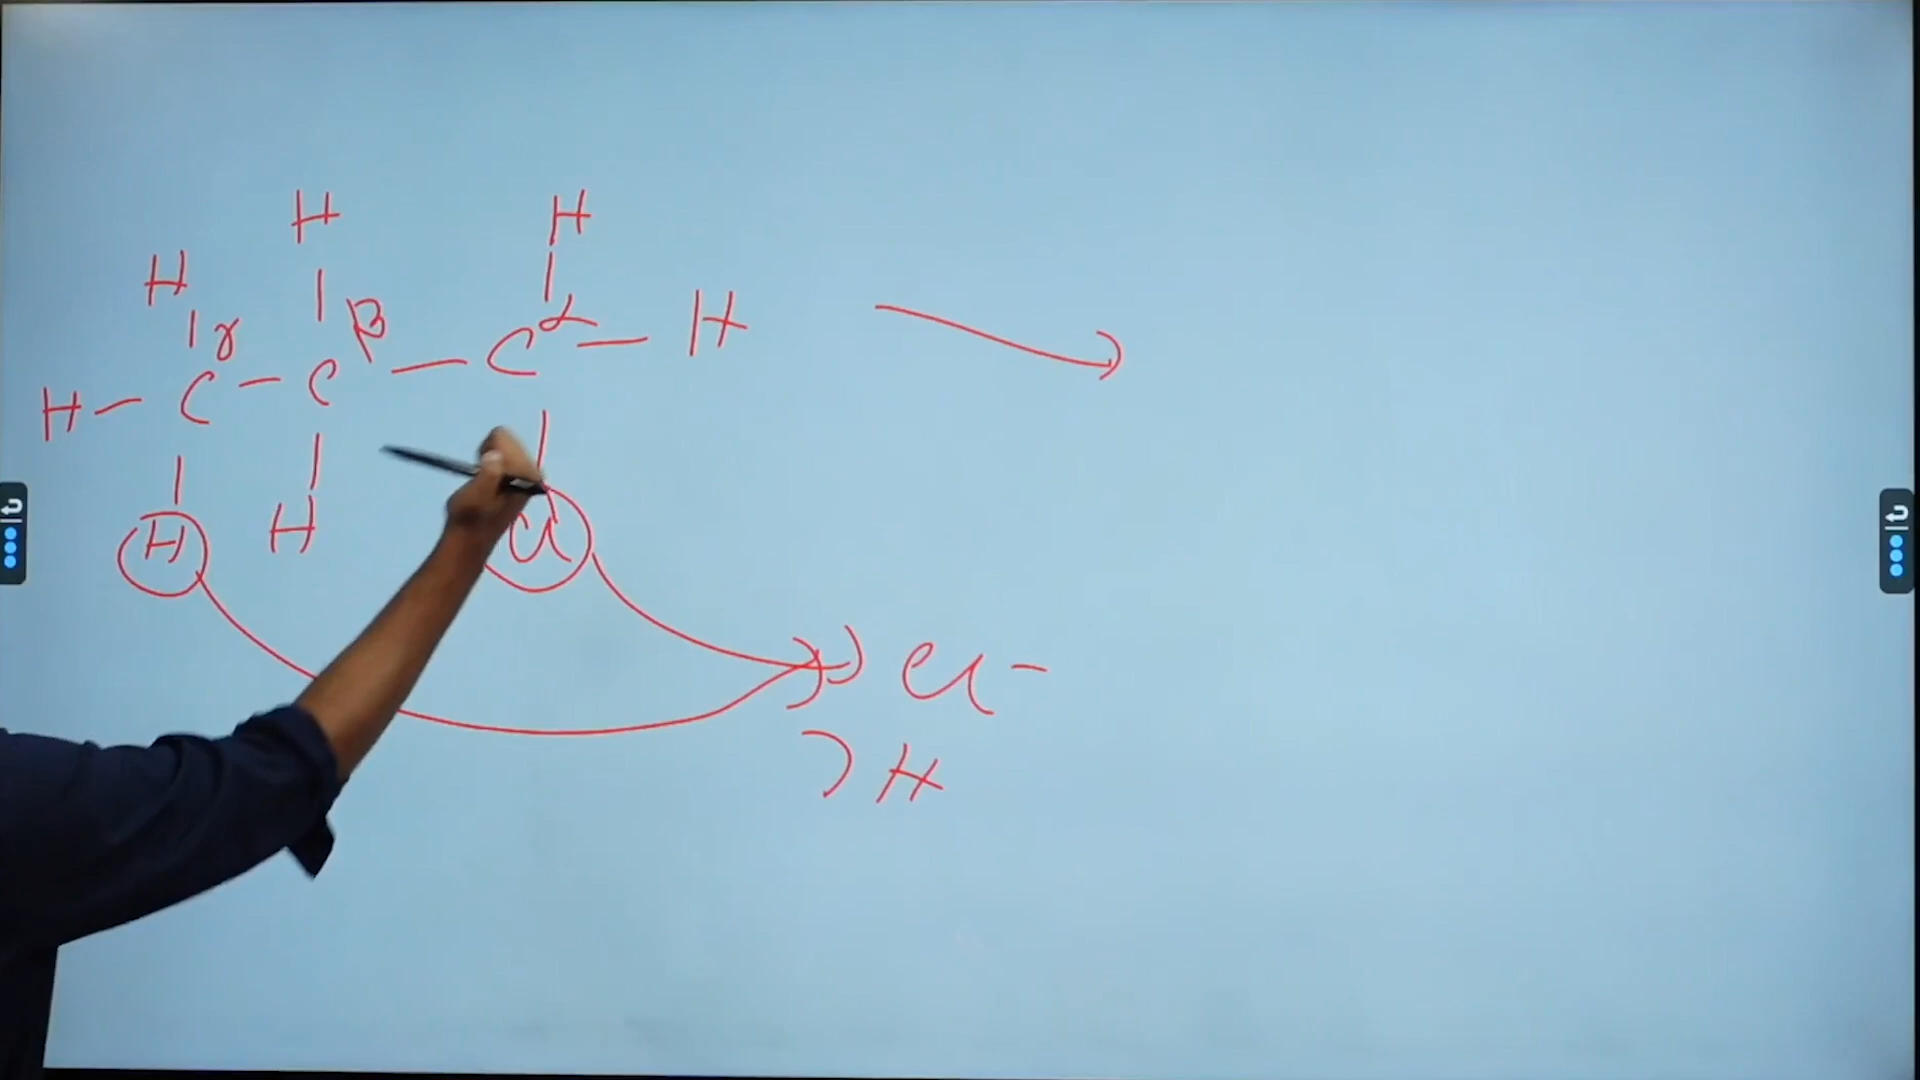 H H
H
H γ β α H
H - C - C - C - H
H H Cl
Cl -
H